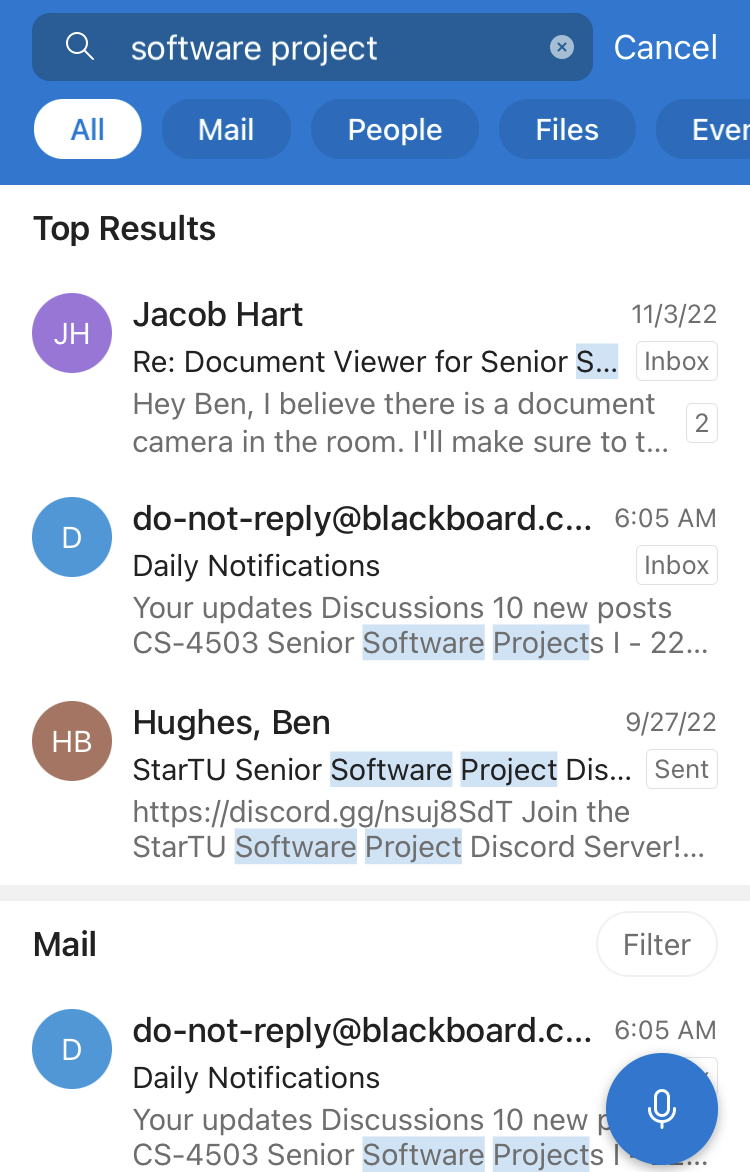 software project
Cancel
All
Mail
People
Files
Top Results
JH
Jacob Hart
11/3/22
Re: Document Viewer for Senior S...
Inbox
Hey Ben, I believe there is a document
camera in the room. I'll make sure to t...
2
D
do-not-reply@blackboard.c...
6:05 AM
Daily Notifications
Inbox
Your updates Discussions 10 new posts
CS-4503 Senior Software Projects I - 22...
HB
Hughes, Ben
9/27/22
StarTU Senior Software Project Dis...
Sent
https://discord.gg/nsuj8SdT Join the
StarTU Software Project Discord Server!...
Mail
Filter
D
do-not-reply@blackboard.c...
6:05 AM
Daily Notifications
Your updates Discussions 10 new
CS-4503 Senior Software Projects I -